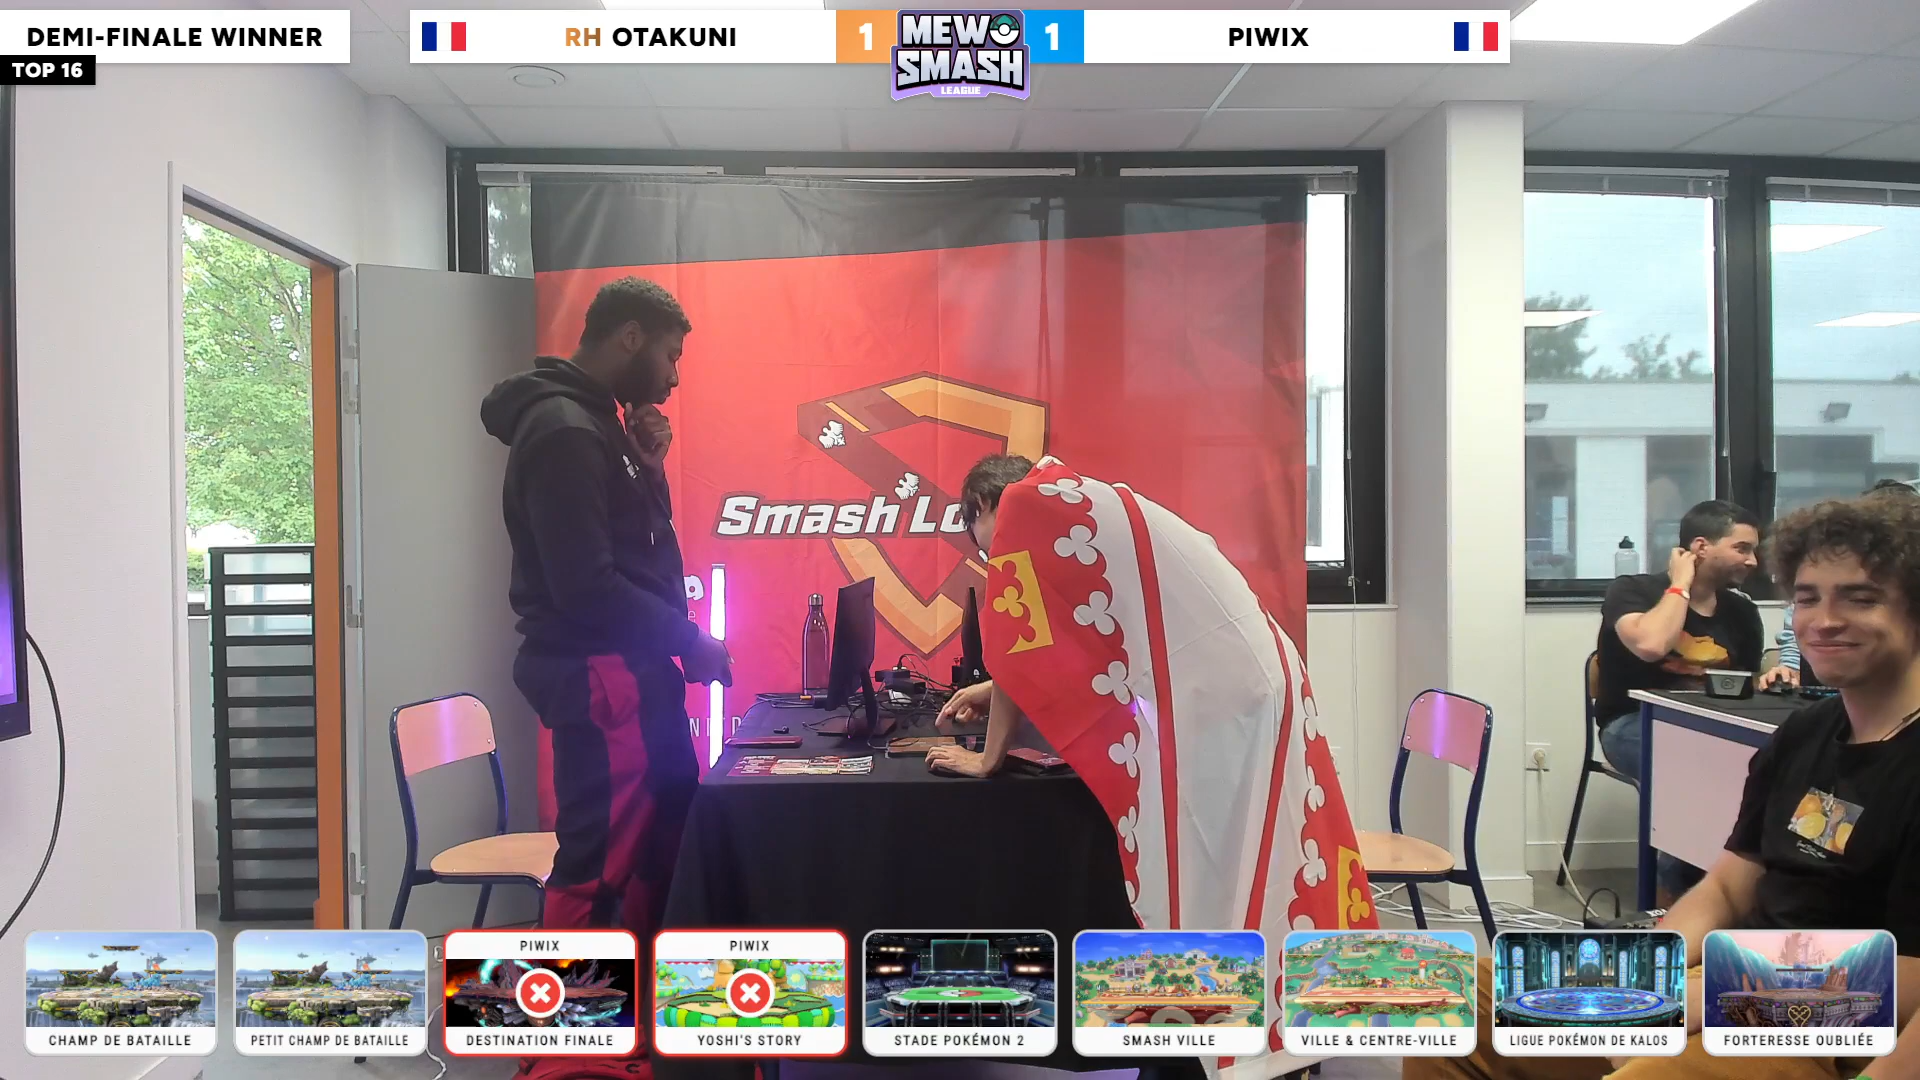 DEMI-FINALE WINNER
TOP 16
RH OTAKUNI
1
MEW
SMASH
LEAGUE
1
PIWIX
Smash Lo
PIWIX
PIWIX
CHAMP DE BATAILLE
PETIT CHAMP DE BATAILLE
DESTINATION FINALE
YOSHI'S STORY
STADE POKÉMON 2
SMASH VILLE
VILLE & CENTRE-VILLE
LIGUE POKÉMON DE KALOS
FORTERESSE OUBLIÉE